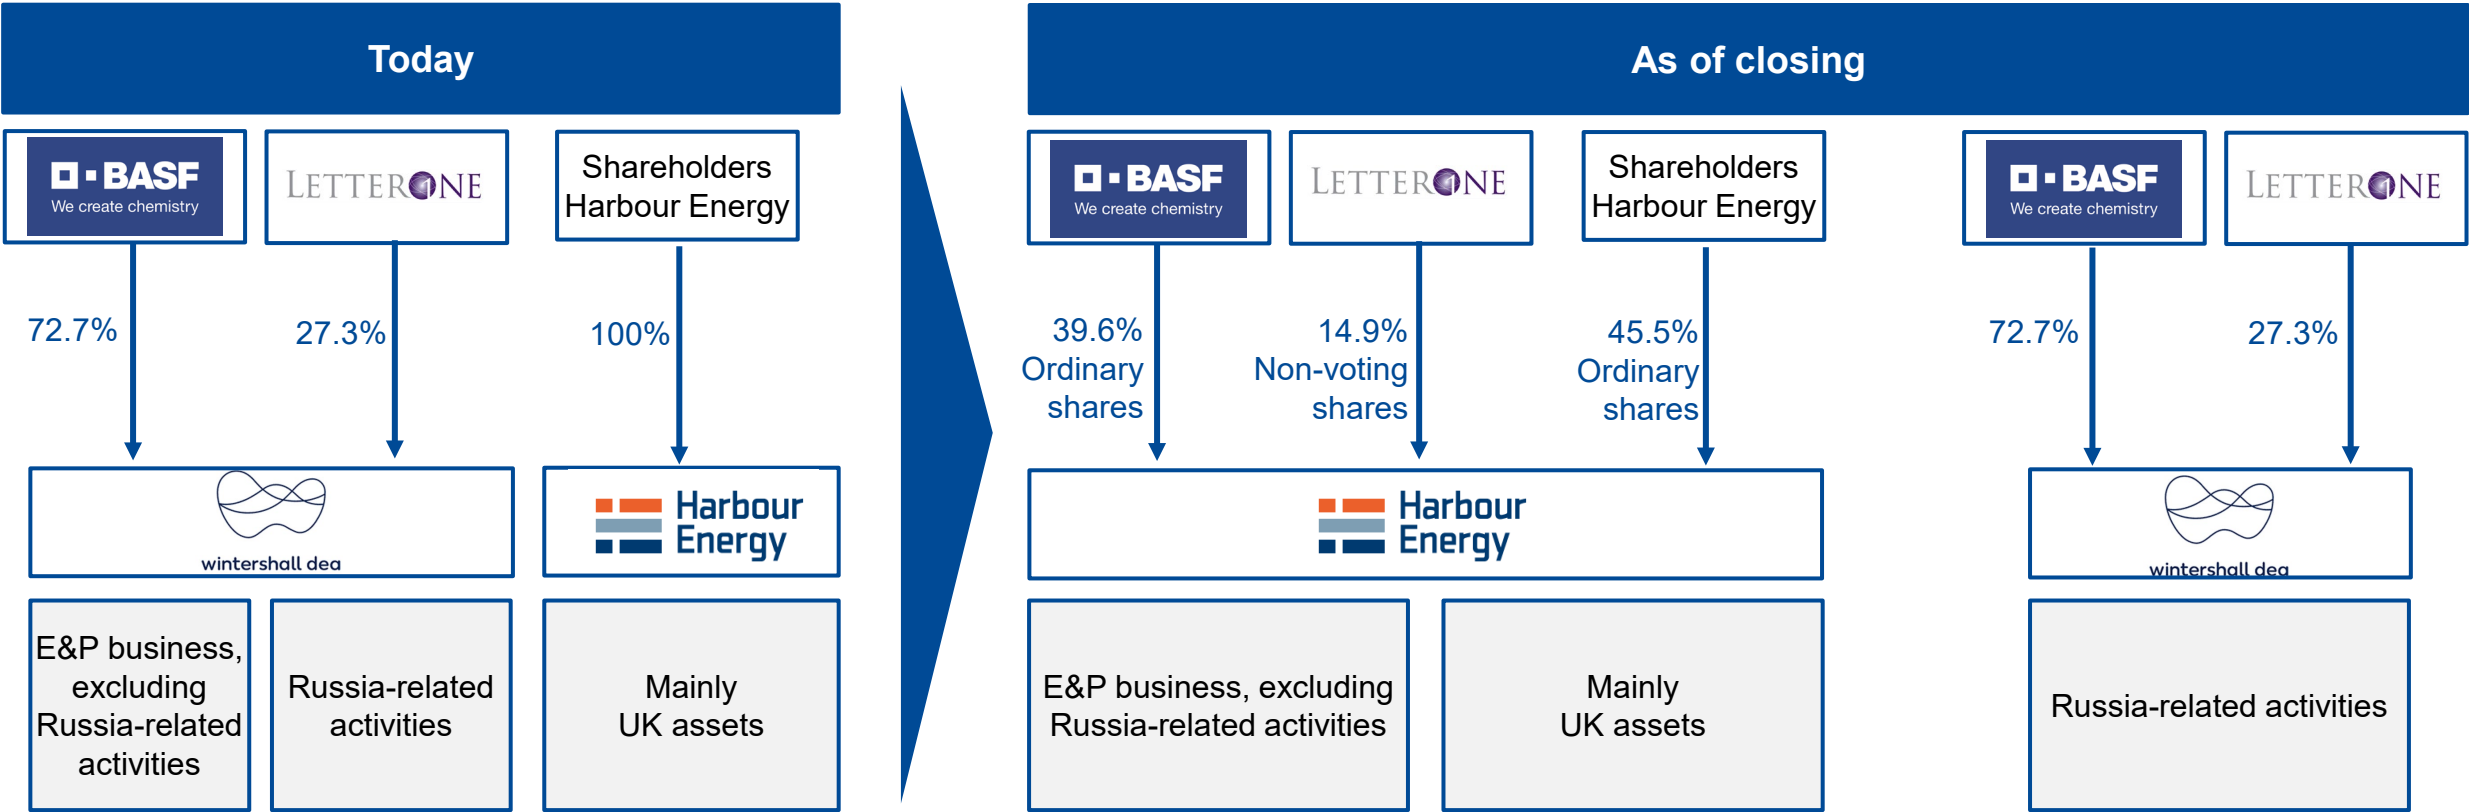 Today
As of closing
BASF
We create chemistry
LETTERONE
Shareholders
Harbour Energy
BASF
We create chemistry
LETTERONE
Shareholders
Harbour Energy
BASF
We create chemistry
LETTERONE
72.7%
27.3%
100%
39.6%
Ordinary
shares
14.9%
Non-voting
shares
45.5%
Ordinary
shares
72.7%
27.3%
wintershall dea
Harbour
Energy
Harbour
Energy
wintershall dea
E&P business,
excluding
Russia-related
activities
Russia-related
activities
Mainly
UK assets
E&P business, excluding
Russia-related activities
Mainly
UK assets
Russia-related activities